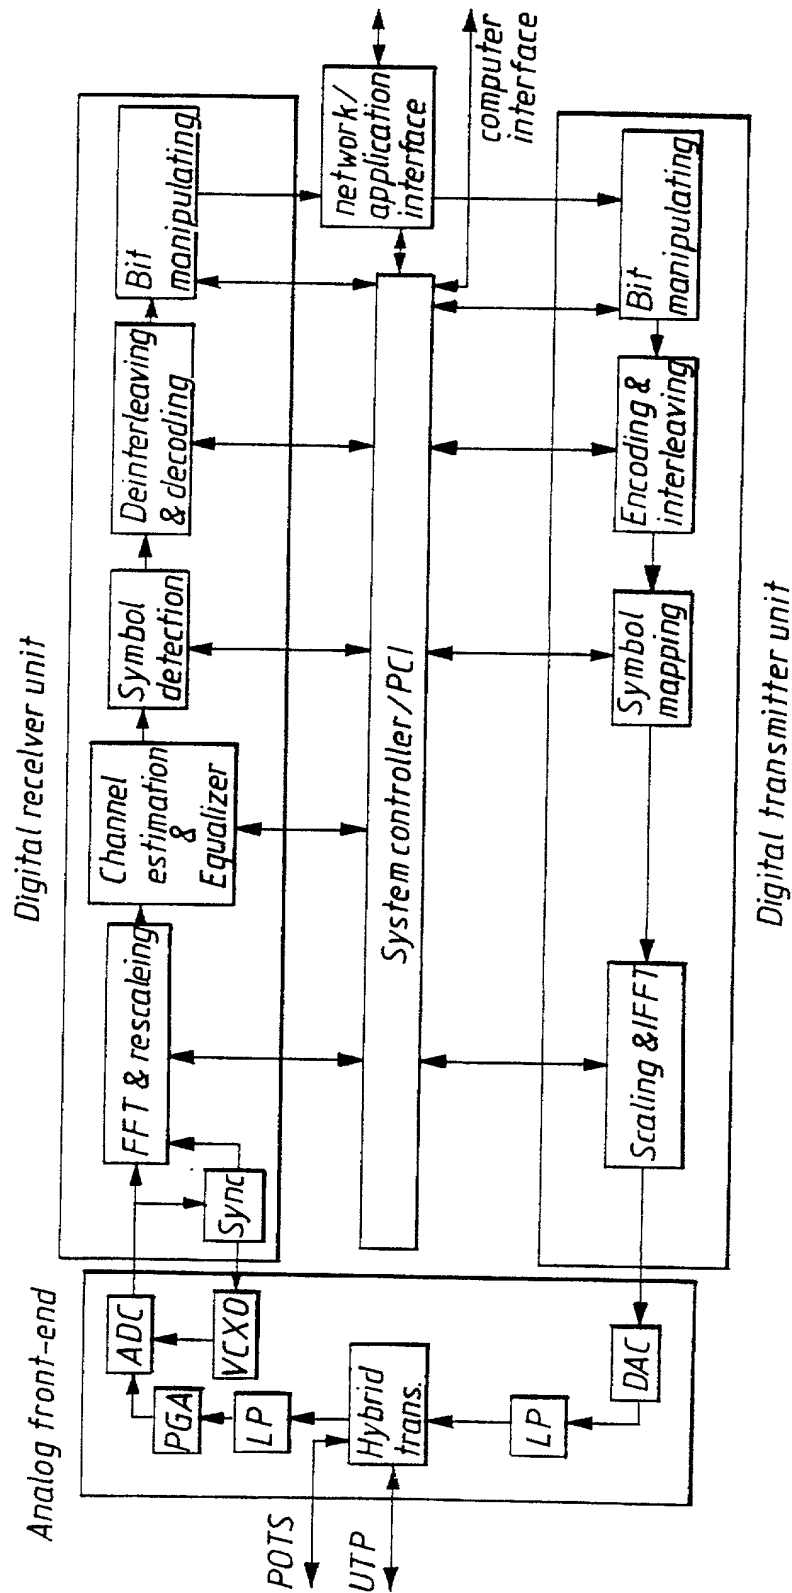 Analog front-end
Digital receiver unit
ADC
PGA
LP
VCXO
Sync
FFT & rescaleing
Channel
estimation
&
Equalizer
Symbol
detection
Deinterleaving
& decoding
Bit
manipulating
POTS
UTP
Hybrid
trans.
System controller/PCI
network/
application
interface
computer
interface
LP
DAC
Scaling &IFFT
Symbol
mapping
Encoding &
interleaving
Bit
manipulating
Digital transmitter unit